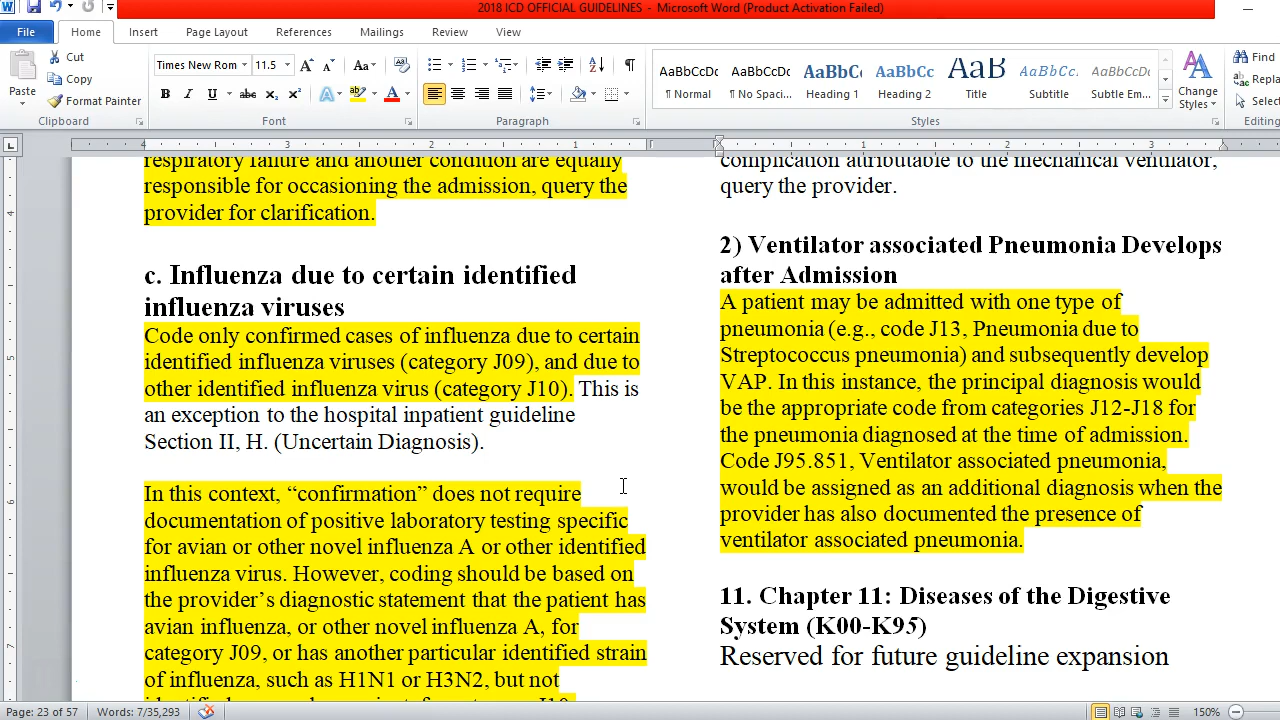 2018 ICD OFFICIAL GUIDELINES - Microsoft Word (Product Activation Failed)
File Home Insert Page Layout References Mailings Review View
Paste
Cut
Copy
Format Painter
Clipboard
Times New Rom 11.5
Font
Paragraph
AaBbCcDc AaBbCcDc AaBbCc AaBbCc AaB AaBbCcL AaBbCcDc
¶ Normal ¶ No Spaci... Heading 1 Heading 2 Title Subtitle Subtle Em...
Change Styles
Styles
Find
Repla
Select
Editing
respiratory failure and another condition are equally
responsible for occasioning the admission, query the
provider for clarification.
c. Influenza due to certain identified
influenza viruses
Code only confirmed cases of influenza due to certain
identified influenza viruses (category J09), and due to
other identified influenza virus (category J10). This is
an exception to the hospital inpatient guideline
Section II, H. (Uncertain Diagnosis).
In this context, “confirmation” does not require
documentation of positive laboratory testing specific
for avian or other novel influenza A or other identified
influenza virus. However, coding should be based on
the provider’s diagnostic statement that the patient has
avian influenza, or other novel influenza A, for
category J09, or has another particular identified strain
of influenza, such as H1N1 or H3N2, but not
complication attributable to the mechanical ventilator,
query the provider.
2) Ventilator associated Pneumonia Develops
after Admission
A patient may be admitted with one type of
pneumonia (e.g., code J13, Pneumonia due to
Streptococcus pneumonia) and subsequently develop
VAP. In this instance, the principal diagnosis would
be the appropriate code from categories J12-J18 for
the pneumonia diagnosed at the time of admission.
Code J95.851, Ventilator associated pneumonia,
would be assigned as an additional diagnosis when the
provider has also documented the presence of
ventilator associated pneumonia.
11. Chapter 11: Diseases of the Digestive
System (K00-K95)
Reserved for future guideline expansion
Page: 23 of 57 Words: 7/35,293 150%